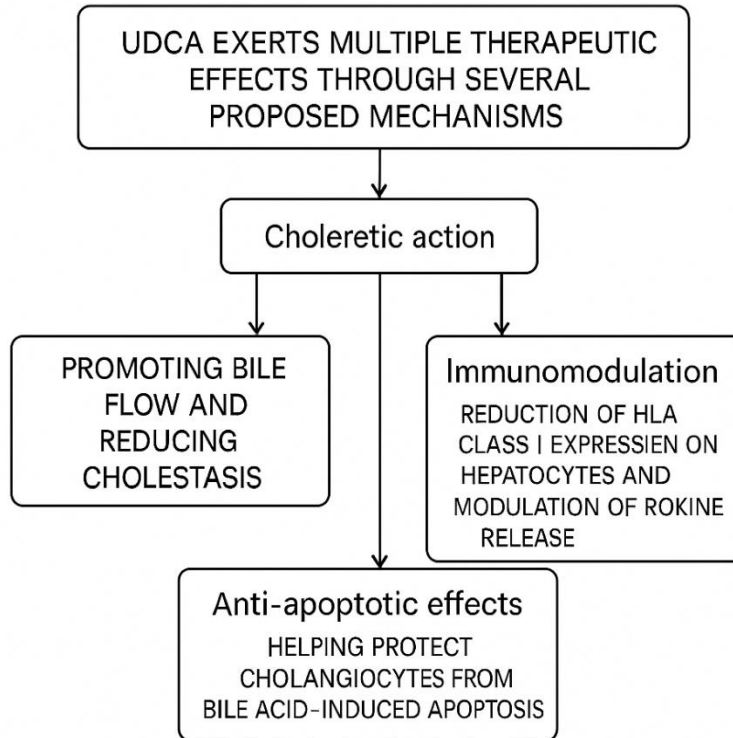 UDCA EXERTS MULTIPLE THERAPEUTIC
EFFECTS THROUGH SEVERAL
PROPOSED MECHANISMS
Choleretic action
PROMOTING BILE
FLOW AND
REDUCING
CHOLESTASIS
Immunomodulation
REDUCTION OF HLA
CLASS I EXPRESSIEN ON
HEPATOCYTES AND
MODULATION OF ROKINE
RELEASE
Anti-apoptotic effects
HELPING PROTECT
CHOLANGIOCYTES FROM
BILE ACID-INDUCED APOPTOSIS